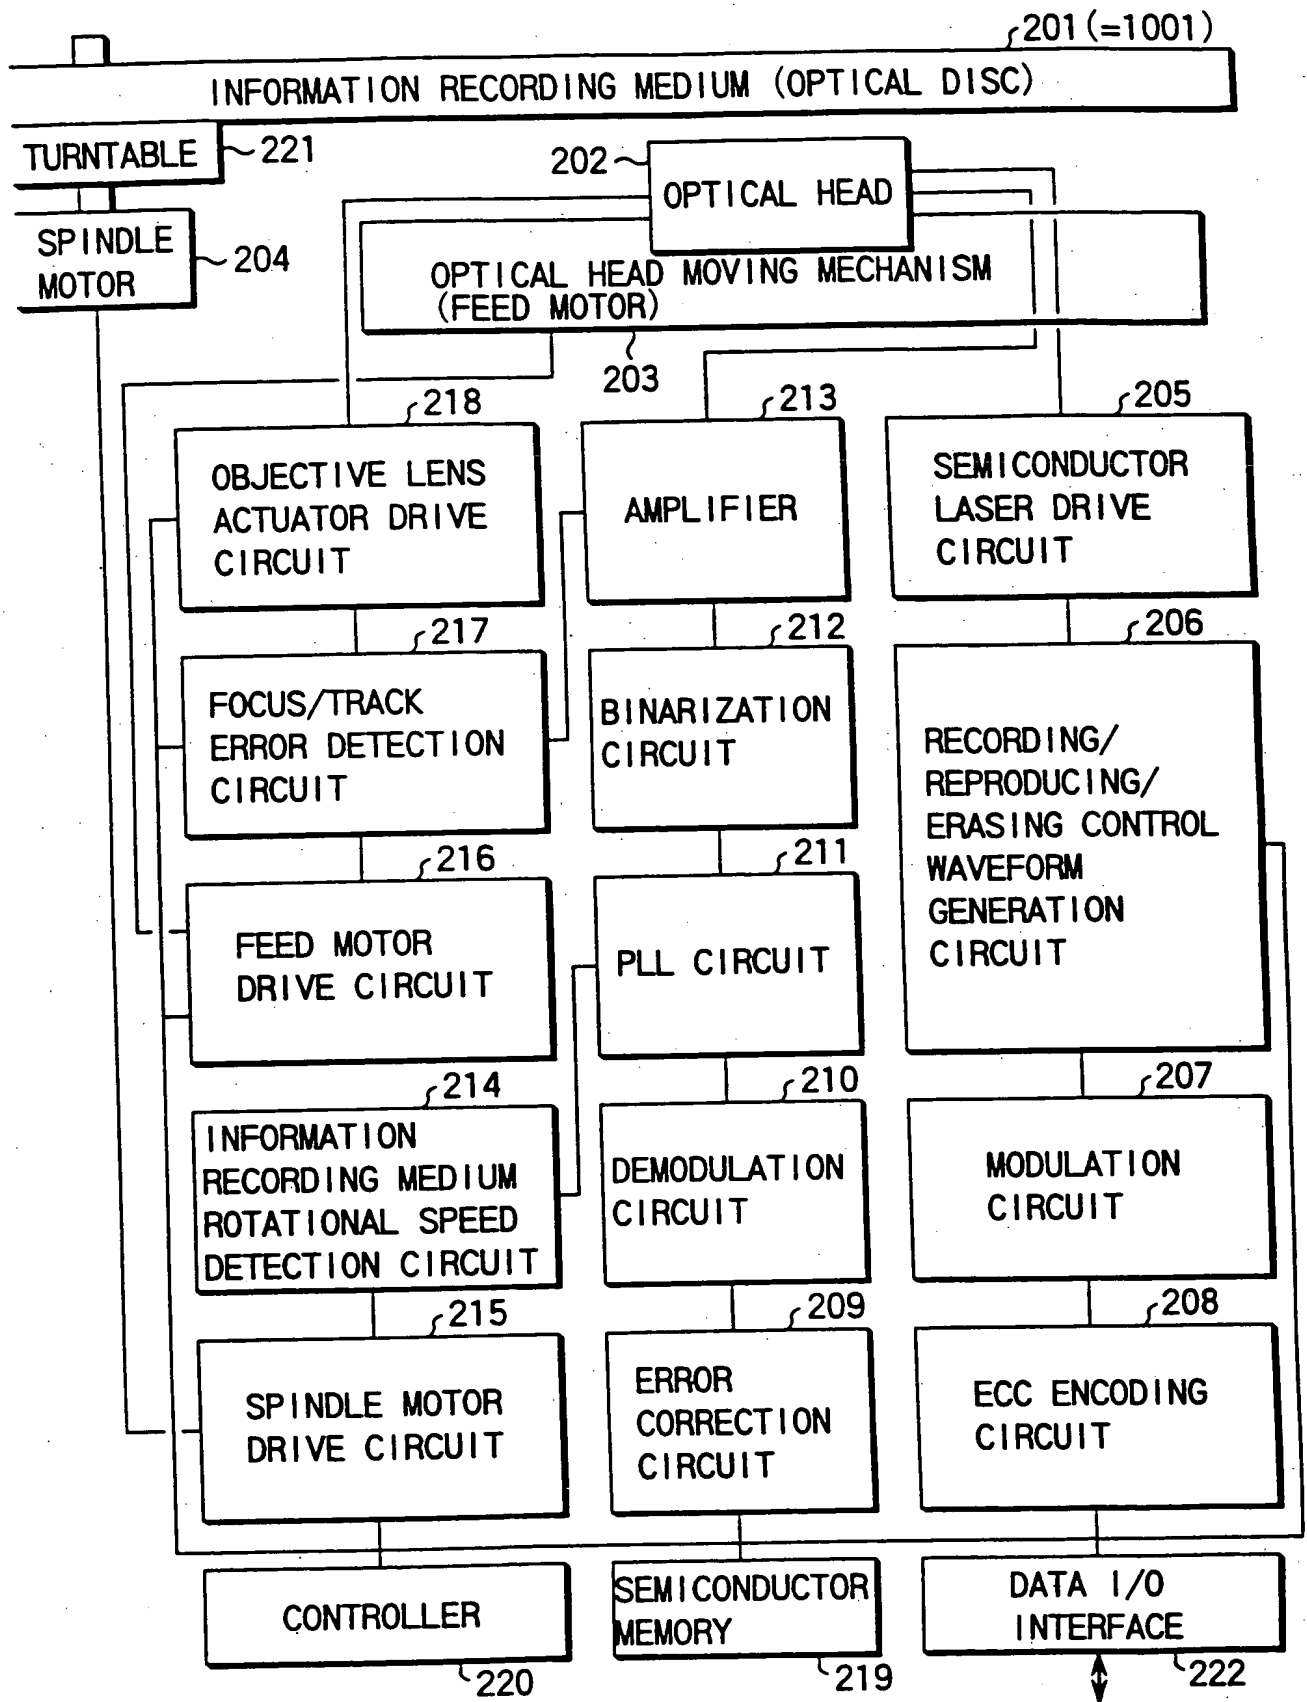 201 (=1001)
INFORMATION RECORDING MEDIUM (OPTICAL DISC)
TURNTABLE
221
202
OPTICAL HEAD
SPINDLE
MOTOR
204
OPTICAL HEAD MOVING MECHANISM
(FEED MOTOR)
203
218
213
205
OBJECTIVE LENS
ACTUATOR DRIVE
CIRCUIT
AMPLIFIER
SEMICONDUCTOR
LASER DRIVE
CIRCUIT
217
212
206
FOCUS/TRACK
ERROR DETECTION
CIRCUIT
BINARIZATION
CIRCUIT
RECORDING/
REPRODUCING/
ERASING CONTROL
WAVEFORM
GENERATION
CIRCUIT
216
211
FEED MOTOR
DRIVE CIRCUIT
PLL CIRCUIT
214
210
207
INFORMATION
RECORDING MEDIUM
ROTATIONAL SPEED
DETECTION CIRCUIT
DEMODULATION
CIRCUIT
MODULATION
CIRCUIT
215
209
208
SPINDLE MOTOR
DRIVE CIRCUIT
ERROR
CORRECTION
CIRCUIT
ECC ENCODING
CIRCUIT
CONTROLLER
220
SEMICONDUCTOR
MEMORY
219
DATA I/O
INTERFACE
222